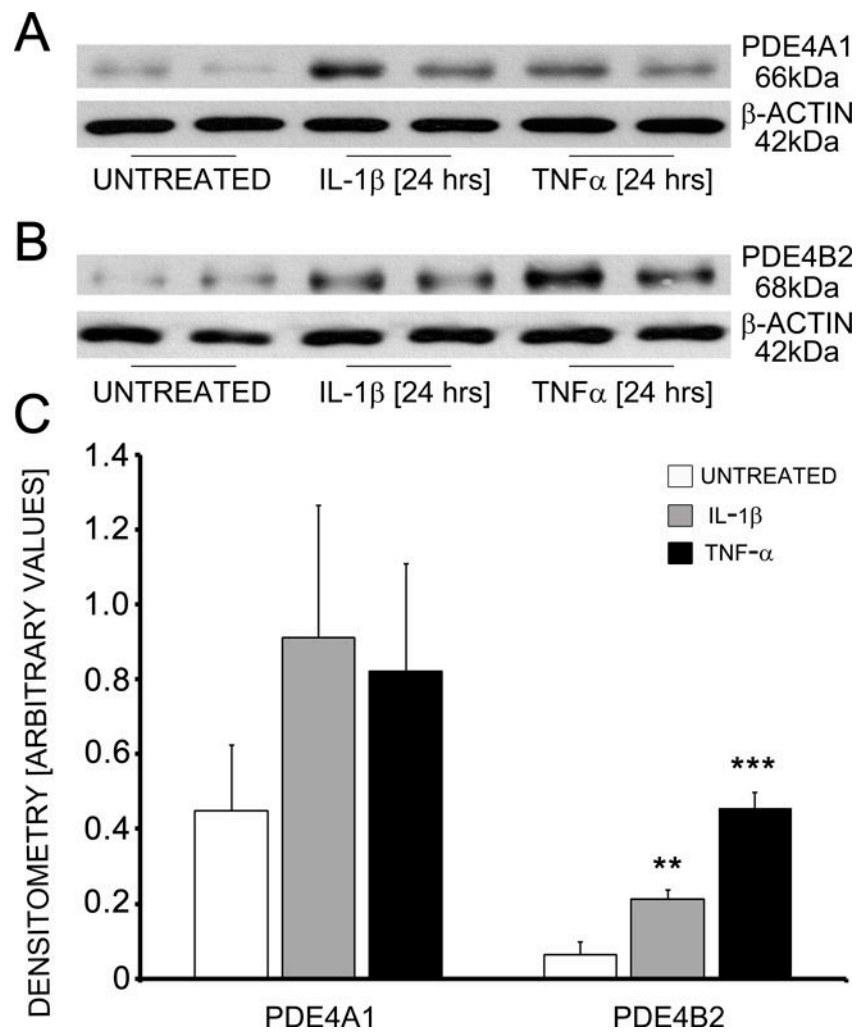 A
PDE4A1
66kDa
β-ACTIN
42kDa
UNTREATED IL-1β [24 hrs] TNFα [24 hrs]
B
PDE4B2
68kDa
β-ACTIN
42kDa
UNTREATED IL-1β [24 hrs] TNFα [24 hrs]
C
DENSITOMETRY [ARBITRARY VALUES]
1.4
1.2
1.0
0.8
0.6
0.4
0.2
0
UNTREATED
IL-1β
TNF-α
**
***
PDE4A1 PDE4B2